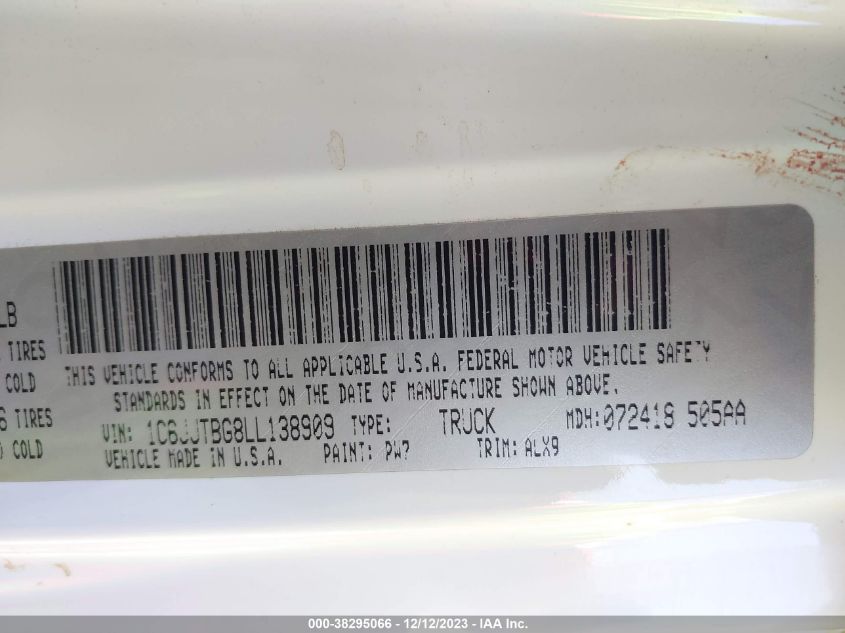 LB
TIRES
COLD
6 TIRES
COLD
THIS VEHICLE CONFORMS TO ALL APPLICABLE U.S.A. FEDERAL MOTOR VEHICLE SAFETY
STANDARDS IN EFFECT ON THE DATE OF MANUFACTURE SHOWN ABOVE.
VIN: 1C6JJTBG8LL138909 TYPE: TRUCK MDH:072418 505AA
VEHICLE MADE IN U.S.A. PAINT: PW7 TRIM: ALX9
000-38295066 - 12/12/2023 - IAA Inc.